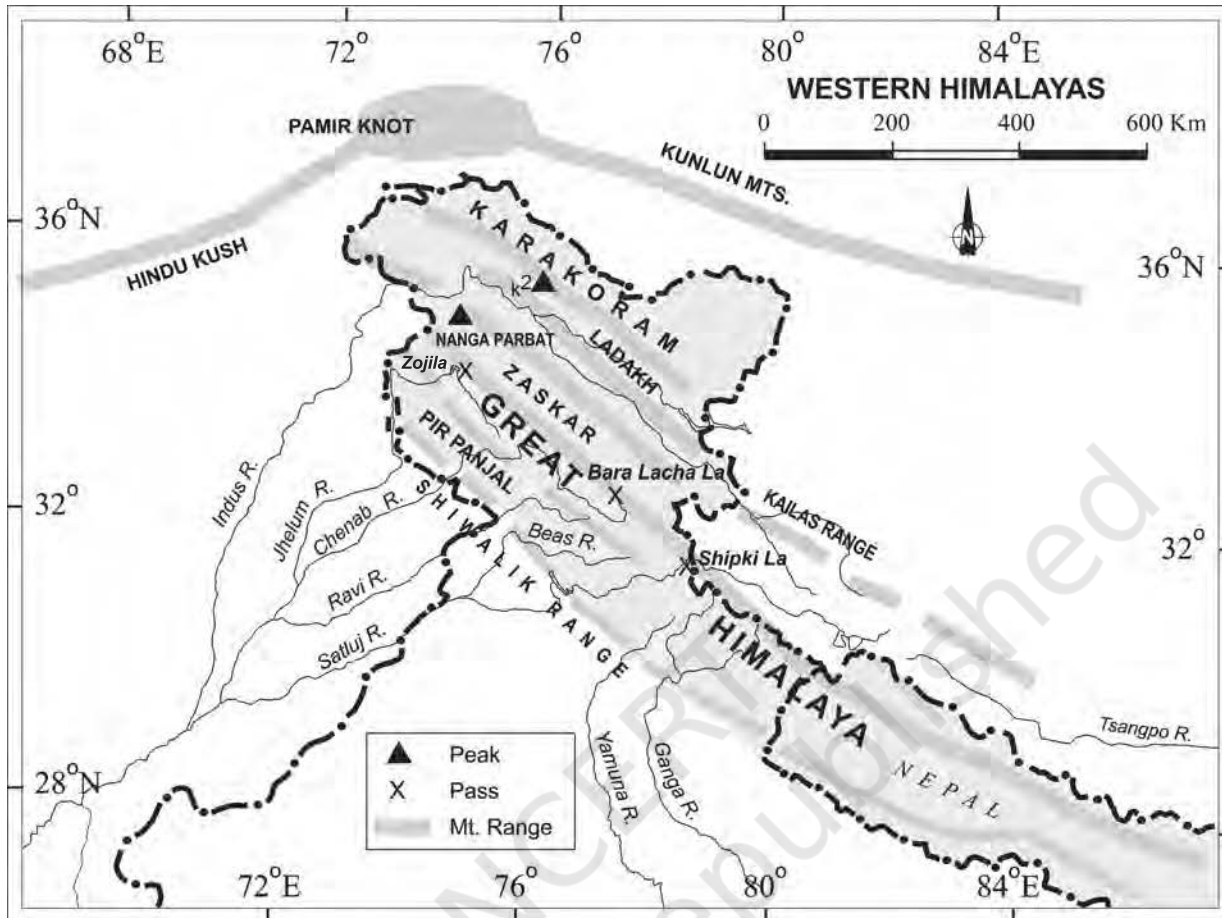 68°E 72° 76° 80° 84°E
WESTERN HIMALAYAS
0 200 400 600 Km
PAMIR KNOT
KUNLUN MTS.
N
36°N
HINDU KUSH
KARAKORAM
36°N
k2
LADAKH
NANGA PARBAT
Zojila
ZASKAR
GREAT
PIR PANJAL
Bara Lacha La
Indus R.
Jhelum R.
Chenab R.
32°
SHIWALIK RANGE
KAILAS RANGE
Beas R.
Shipki La
32°
Ravi R.
Satluj R.
HIMALAYA
Tsangpo R.
Peak
Pass
Mt. Range
Yamuna R.
Ganga R.
NEPAL
28°N
28°N
72°E 76° 80° 84°E
NCERT
published